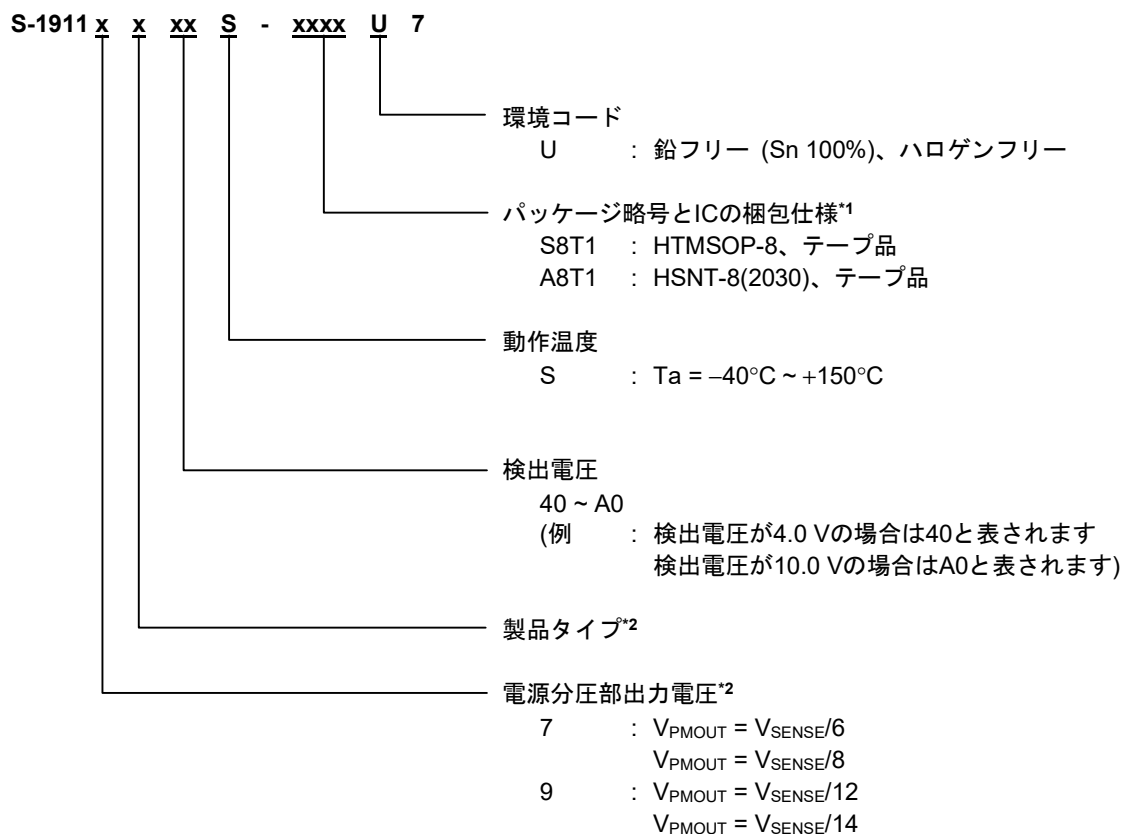 S-1911 x x xx S - xxxx U 7
環境コード
U : 鉛フリー (Sn 100%)、ハロゲンフリー
パッケージ略号とICの梱包仕様*1
S8T1 : HTMSOP-8、テープ品
A8T1 : HSNT-8(2030)、テープ品
動作温度
S : Ta = −40°C ~ +150°C
検出電圧
40 ~ A0
(例 : 検出電圧が4.0 Vの場合は40と表されます
検出電圧が10.0 Vの場合はA0と表されます)
製品タイプ*2
電源分圧部出力電圧*2
7 : VPMOUT = VSENSE/6
VPMOUT = VSENSE/8
9 : VPMOUT = VSENSE/12
VPMOUT = VSENSE/14